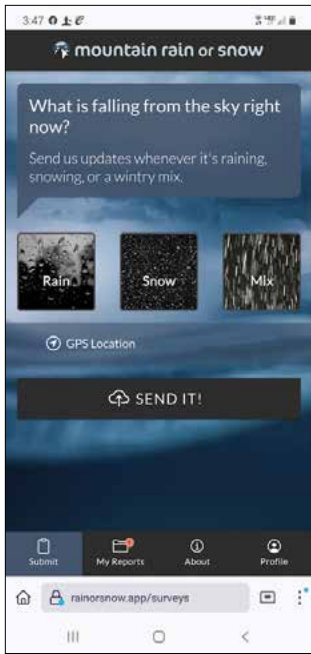 3:47
mountain rain or snow
What is falling from the sky right
now?
Send us updates whenever it's raining,
snowing, or a wintry mix.
Rain Snow Mix
GPS Location
SEND IT!
Submit My Reports About Profile
rainorsnow.app/surveys